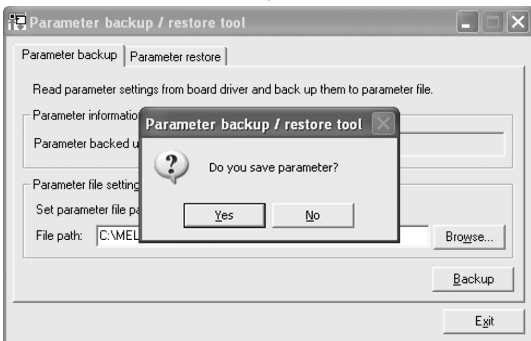 Parameter backup / restore tool
Parameter backup
Parameter restore
Read parameter settings from board driver and back up them to parameter file.
Parameter informatio
Parameter backed u
Parameter backup / restore tool
Do you save parameter?
Yes
No
Parameter file setting
Set parameter file pa
File path:
C:\MEL
Browse...
Backup
Exit